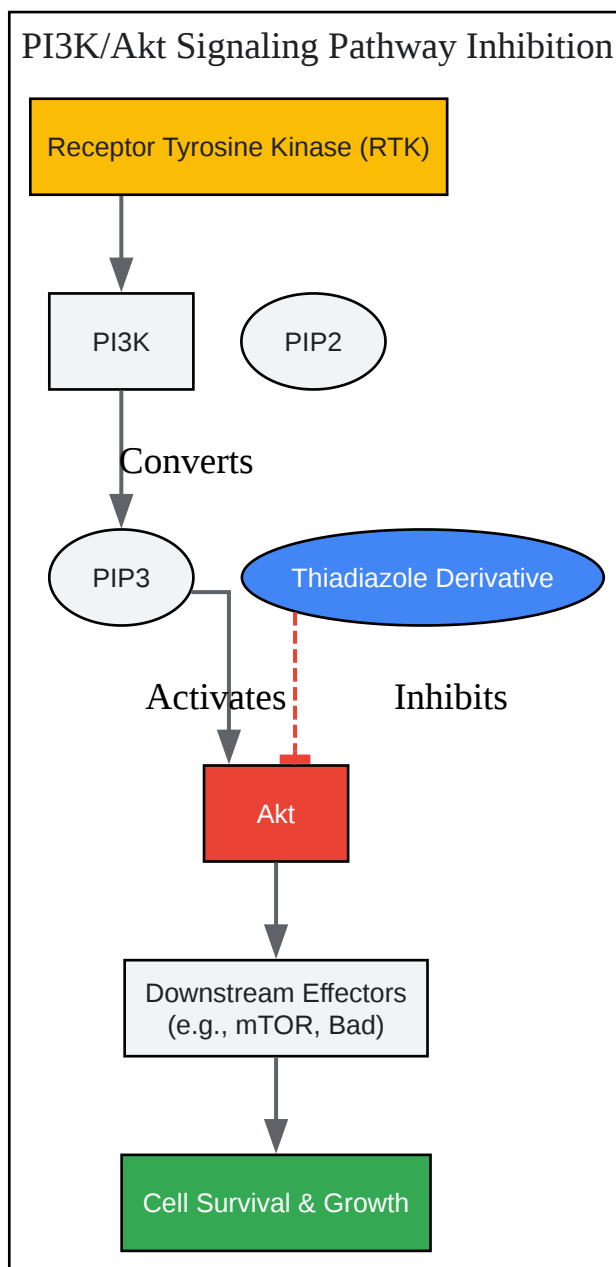 PI3K/Akt Signaling Pathway Inhibition
Receptor Tyrosine Kinase (RTK)
PI3K
PIP2
Converts
PIP3
Thiadiazole Derivative
Activates
Inhibits
Akt
Downstream Effectors
(e.g., mTOR, Bad)
Cell Survival & Growth